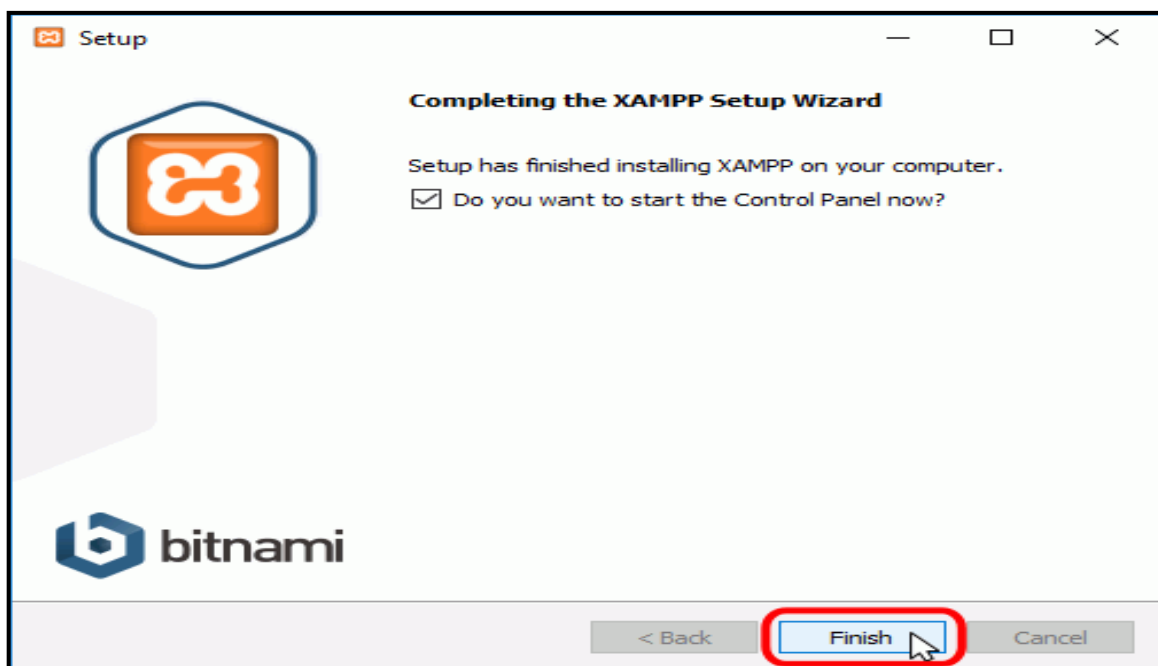 Setup
Completing the XAMPP Setup Wizard
Setup has finished installing XAMPP on your computer.
Do you want to start the Control Panel now?
bitnami
< Back
Finish
Cancel